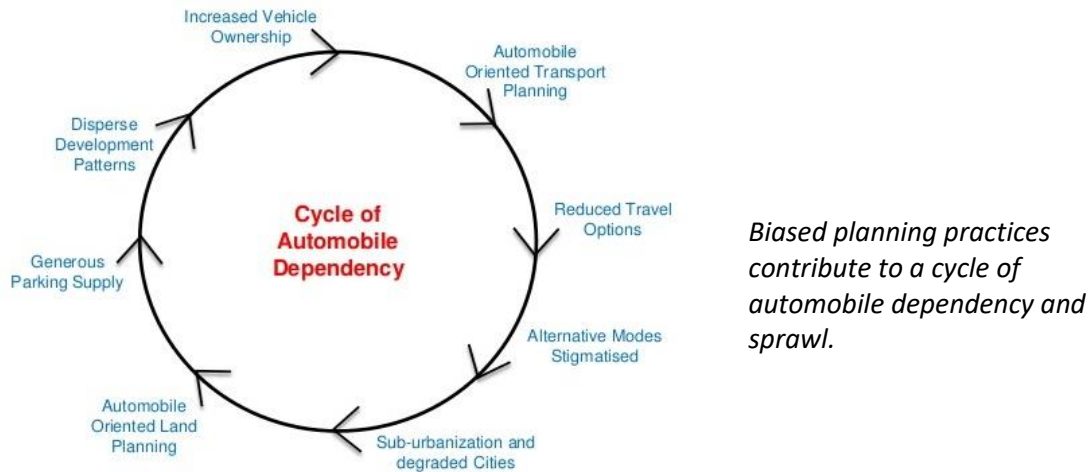 Increased Vehicle
Ownership
Automobile
Oriented Transport
Planning
Reduced Travel
Options
Alternative Modes
Stigmatised
Sub-urbanization and
degraded Cities
Automobile
Oriented Land
Planning
Generous
Parking Supply
Disperse
Development
Patterns
Cycle of
Automobile
Dependency
Biased planning practices
contribute to a cycle of
automobile dependency and
sprawl.